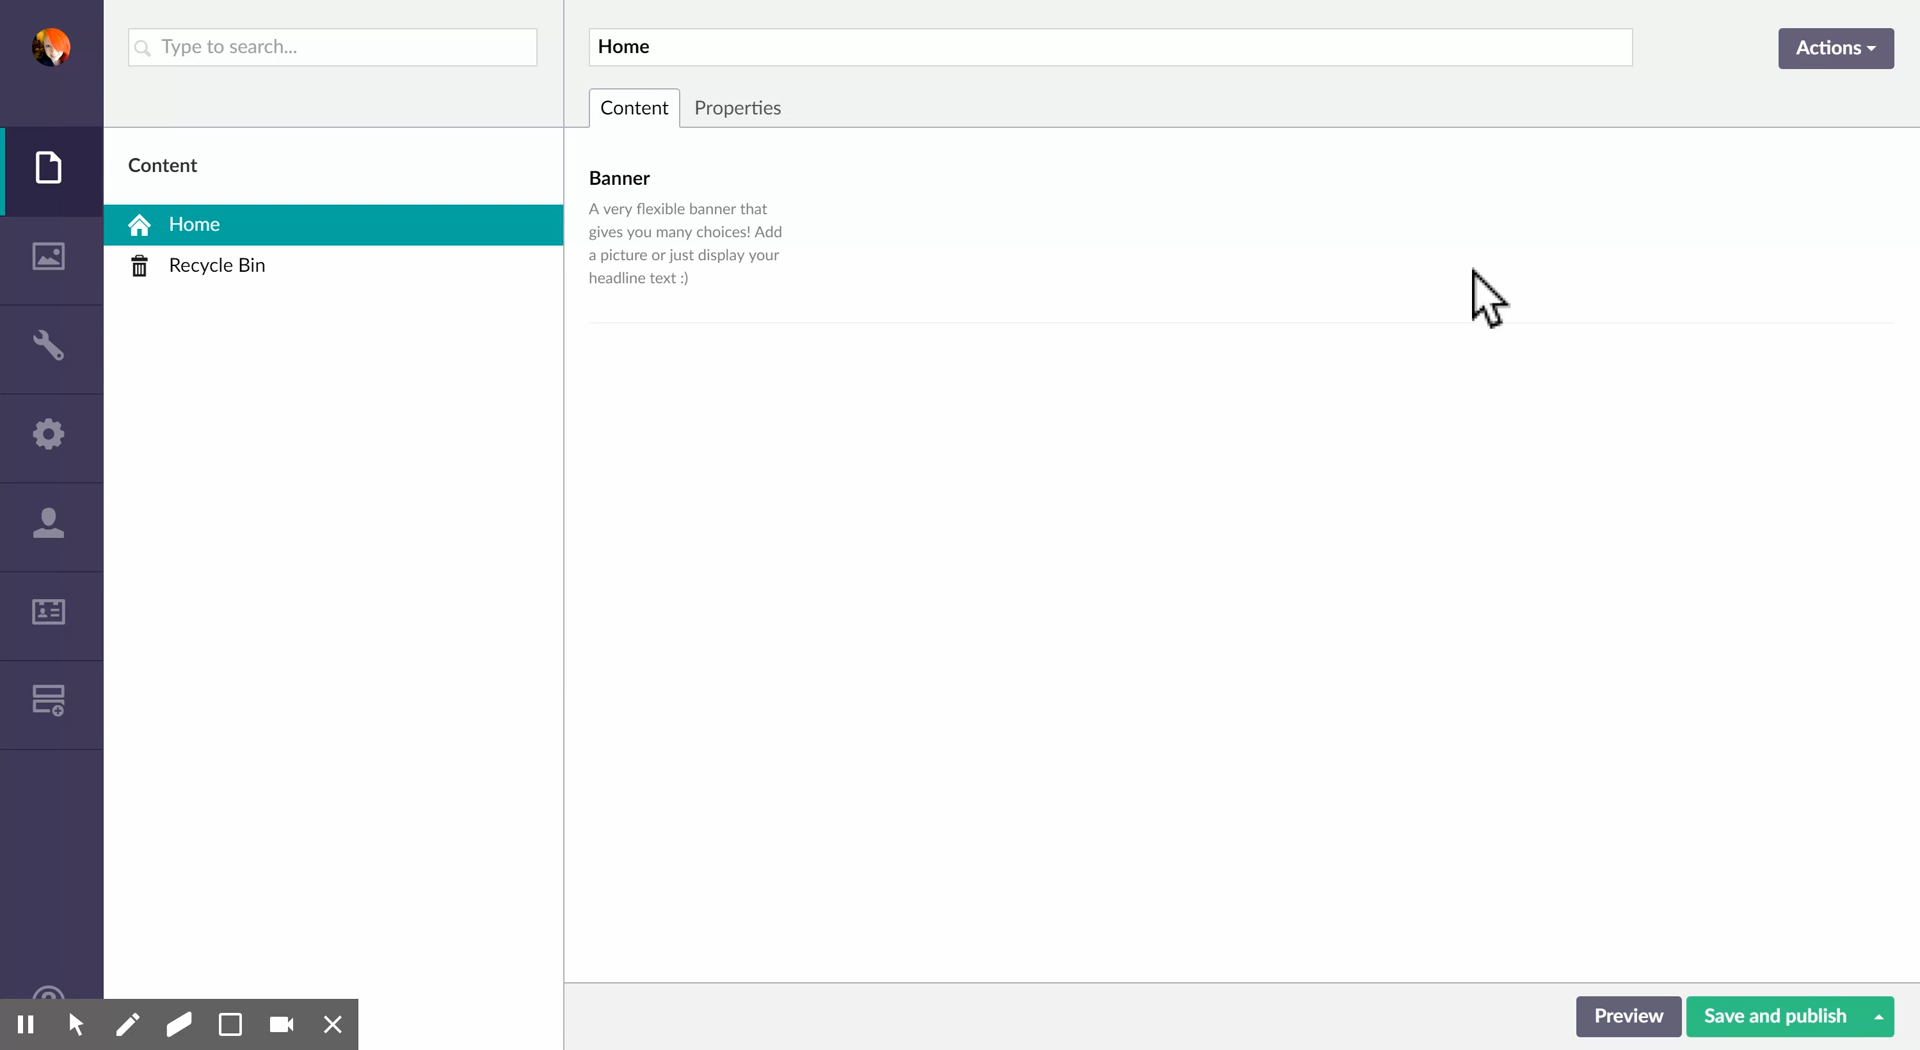 Type to search...
Home
Actions
Content
Properties
Content
Home
Recycle Bin
Banner
A very flexible banner that
gives you many choices! Add
a picture or just display your
headline text :)
Preview
Save and publish